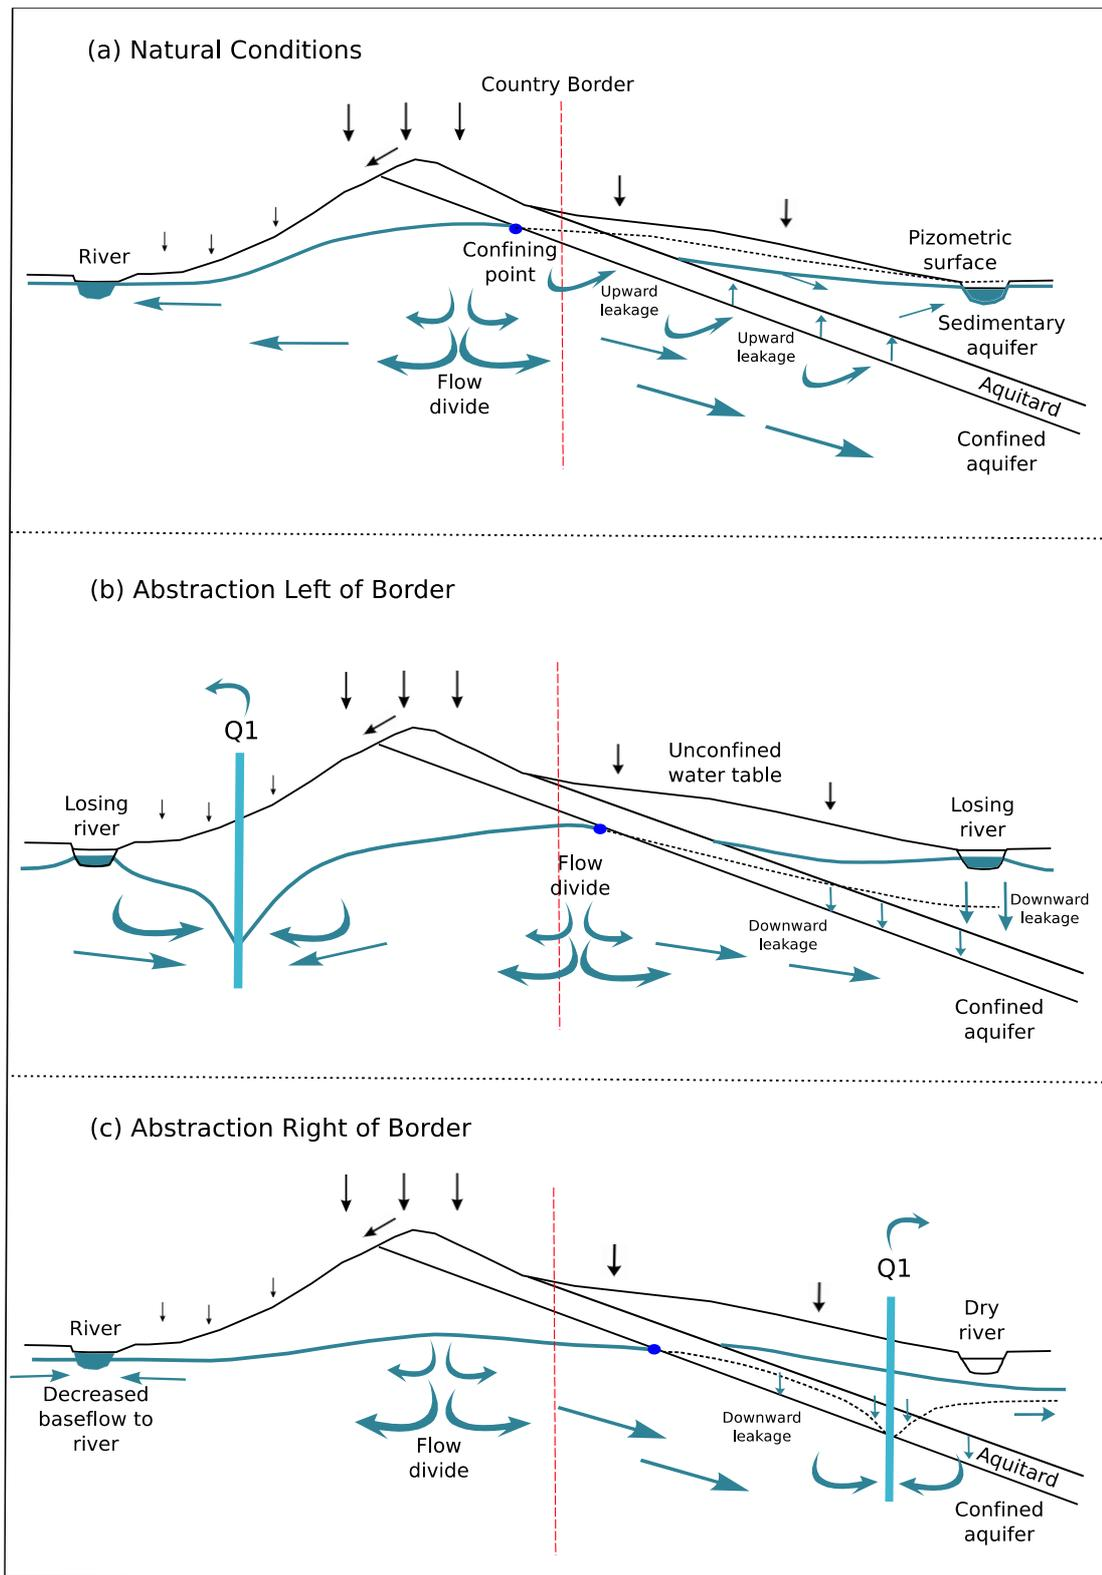 (a) Natural Conditions
Country Border
River
Confining
point
Pizometric
surface
Upward
leakage
Sedimentary
aquifer
Upward
leakage
Flow
divide
Aquitard
Confined
aquifer
(b) Abstraction Left of Border
Q1
Unconfined
water table
Losing
river
Losing
river
Flow
divide
Downward
leakage
Downward
leakage
Confined
aquifer
(c) Abstraction Right of Border
Q1
River
Dry
river
Decreased
baseflow to
river
Downward
leakage
Flow
divide
Aquitard
Confined
aquifer